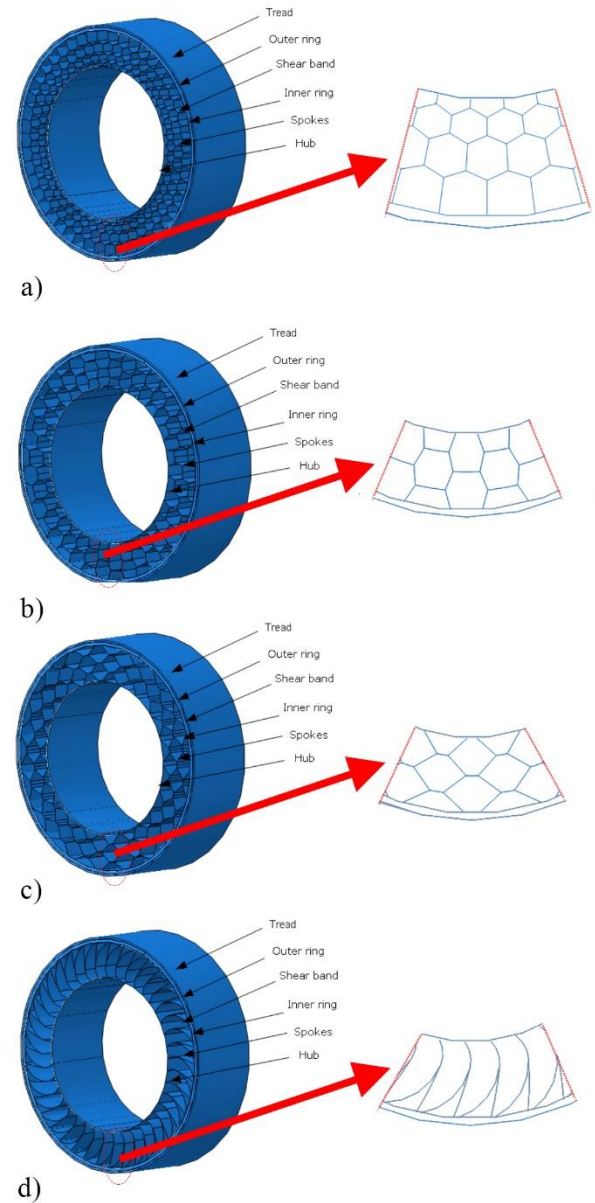 Tread
Outer ring
Shear band
Inner ring
Spokes
Hub
a)
Tread
Outer ring
Shear band
Inner ring
Spokes
Hub
b)
Tread
Outer ring
Shear band
Inner ring
Spokes
Hub
c)
Tread
Outer ring
Shear band
Inner ring
Spokes
Hub
d)